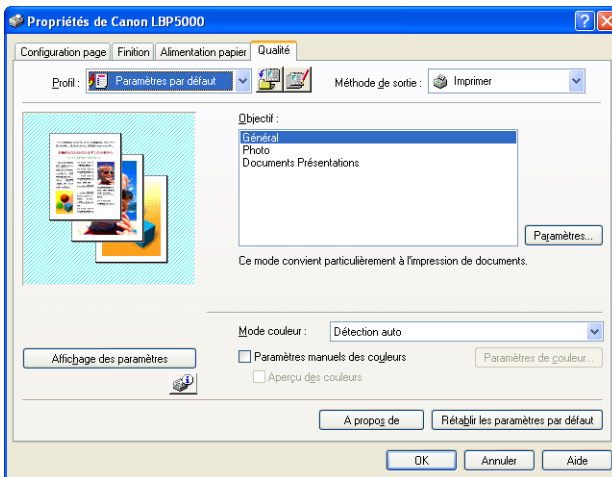 Propriétés de Canon LBP5000
Configuration page Finition Alimentation papier Qualité
Profil : Paramètres par défaut Méthode de sortie : Imprimer
Objectif :
Général
Photo
Documents Présentations
Paramètres...
Ce mode convient particulièrement à l'impression de documents.
Mode couleur : Détection auto
Affichage des paramètres
Paramètres manuels des couleurs Paramètres de couleur...
Aperçu des couleurs
A propos de Rétablir les paramètres par défaut
OK Annuler Aide